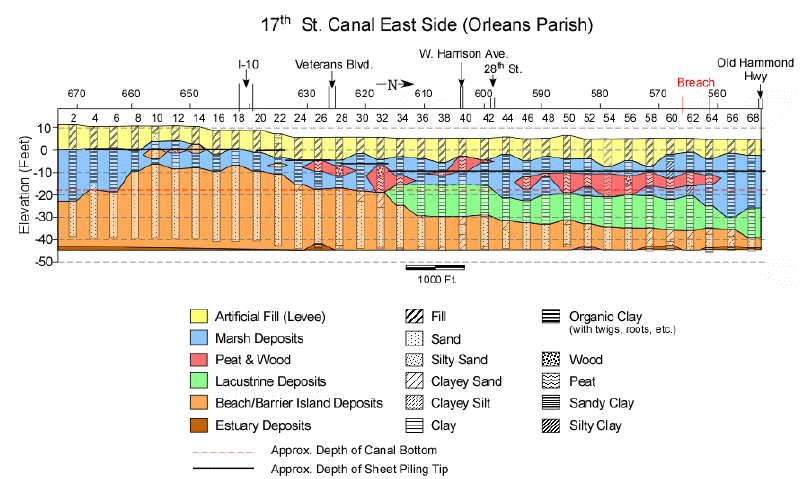 17th St. Canal East Side (Orleans Parish)
I-10
Veterans Blvd.
W. Harrison Ave.
28th St.
Old Hammond
Hwy
N
Breach
670 660 650 630 620 610 600 590 580 570 560
2 4 6 8 10 12 14 16 18 20 22 24 26 28 32 34 36 38 40 42 44 46 48 50 52 54 56 58 60 62 64 66 68
Elevation (Feet)
10
0
-10
-20
-30
-40
-50
1000 Ft.
Artificial Fill (Levee)
Marsh Deposits
Peat & Wood
Lacustrine Deposits
Beach/Barrier Island Deposits
Estuary Deposits
Fill
Sand
Silty Sand
Clayey Sand
Clayey Silt
Clay
Organic Clay
(with twigs, roots, etc.)
Wood
Peat
Sandy Clay
Silty Clay
Approx. Depth of Canal Bottom
Approx. Depth of Sheet Piling Tip